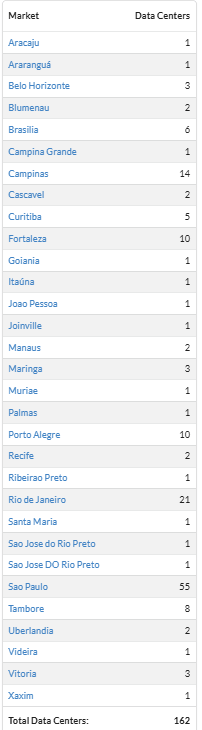 Market Data Centers
Aracaju 1
Araranguá 1
Belo Horizonte 3
Blumenau 2
Brasilia 6
Campina Grande 1
Campinas 14
Cascavel 2
Curitiba 5
Fortaleza 10
Goiania 1
Itaúna 1
Joao Pessoa 1
Joinville 1
Manaus 2
Maringa 3
Muriae 1
Palmas 1
Porto Alegre 10
Recife 2
Ribeirao Preto 1
Rio de Janeiro 21
Santa Maria 1
Sao Jose do Rio Preto 1
Sao Jose DO Rio Preto 1
Sao Paulo 55
Tambore 8
Uberlandia 2
Videira 1
Vitoria 3
Xaxim 1
Total Data Centers: 162